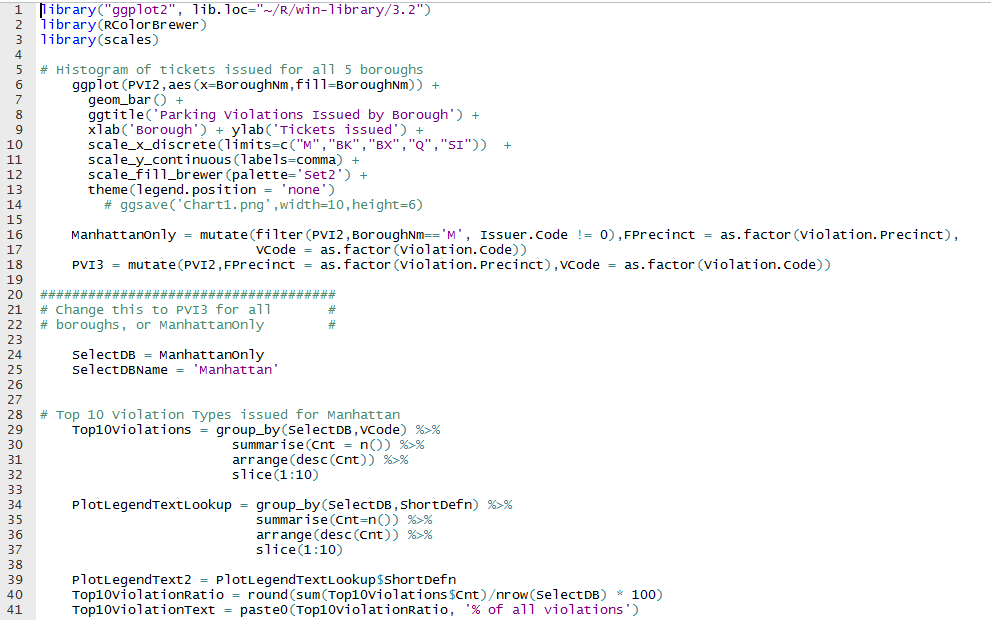 1 library("ggplot2", lib.loc="~/R/win-library/3.2")
2 library(RColorBrewer)
3 library(scales)
4
5 # Histogram of tickets issued for all 5 boroughs
6     ggplot(PVI2,aes(x=BoroughNm,fill=BoroughNm)) +
7       geom_bar() +
8       ggtitle('Parking Violations Issued by Borough') +
9       xlab('Borough') + ylab('Tickets issued') +
10       scale_x_discrete(limits=c("M","BK","BX","Q","SI"))  +
11       scale_y_continuous(labels=comma) +
12       scale_fill_brewer(palette='Set2') +
13       theme(legend.position = 'none')
14         # ggsave('Chart1.png',width=10,height=6)
15
16     ManhattanOnly = mutate(filter(PVI2,BoroughNm=='M', Issuer.Code != 0),FPrecinct = as.factor(Violation.Precinct),
17                            VCode = as.factor(Violation.Code))
18     PVI3 = mutate(PVI2,FPrecinct = as.factor(Violation.Precinct),VCode = as.factor(Violation.Code))
19
20 #####################################
21 # Change this to PVI3 for all       #
22 # boroughs, or ManhattanOnly        #
23
24     SelectDB = ManhattanOnly
25     SelectDBName = 'Manhattan'
26
27
28 # Top 10 Violation Types issued for Manhattan
29     Top10Violations = group_by(SelectDB,VCode) %>%
30                         summarise(Cnt = n()) %>%
31                         arrange(desc(Cnt)) %>%
32                         slice(1:10)
33
34     PlotLegendTextLookup = group_by(SelectDB,ShortDefn) %>%
35                            summarise(Cnt=n()) %>%
36                            arrange(desc(Cnt)) %>%
37                            slice(1:10)
38
39     PlotLegendText2 = PlotLegendTextLookup$ShortDefn
40     Top10ViolationRatio = round(sum(Top10Violations$Cnt)/nrow(SelectDB) * 100)
41     Top10ViolationText = paste0(Top10ViolationRatio, '% of all violations')